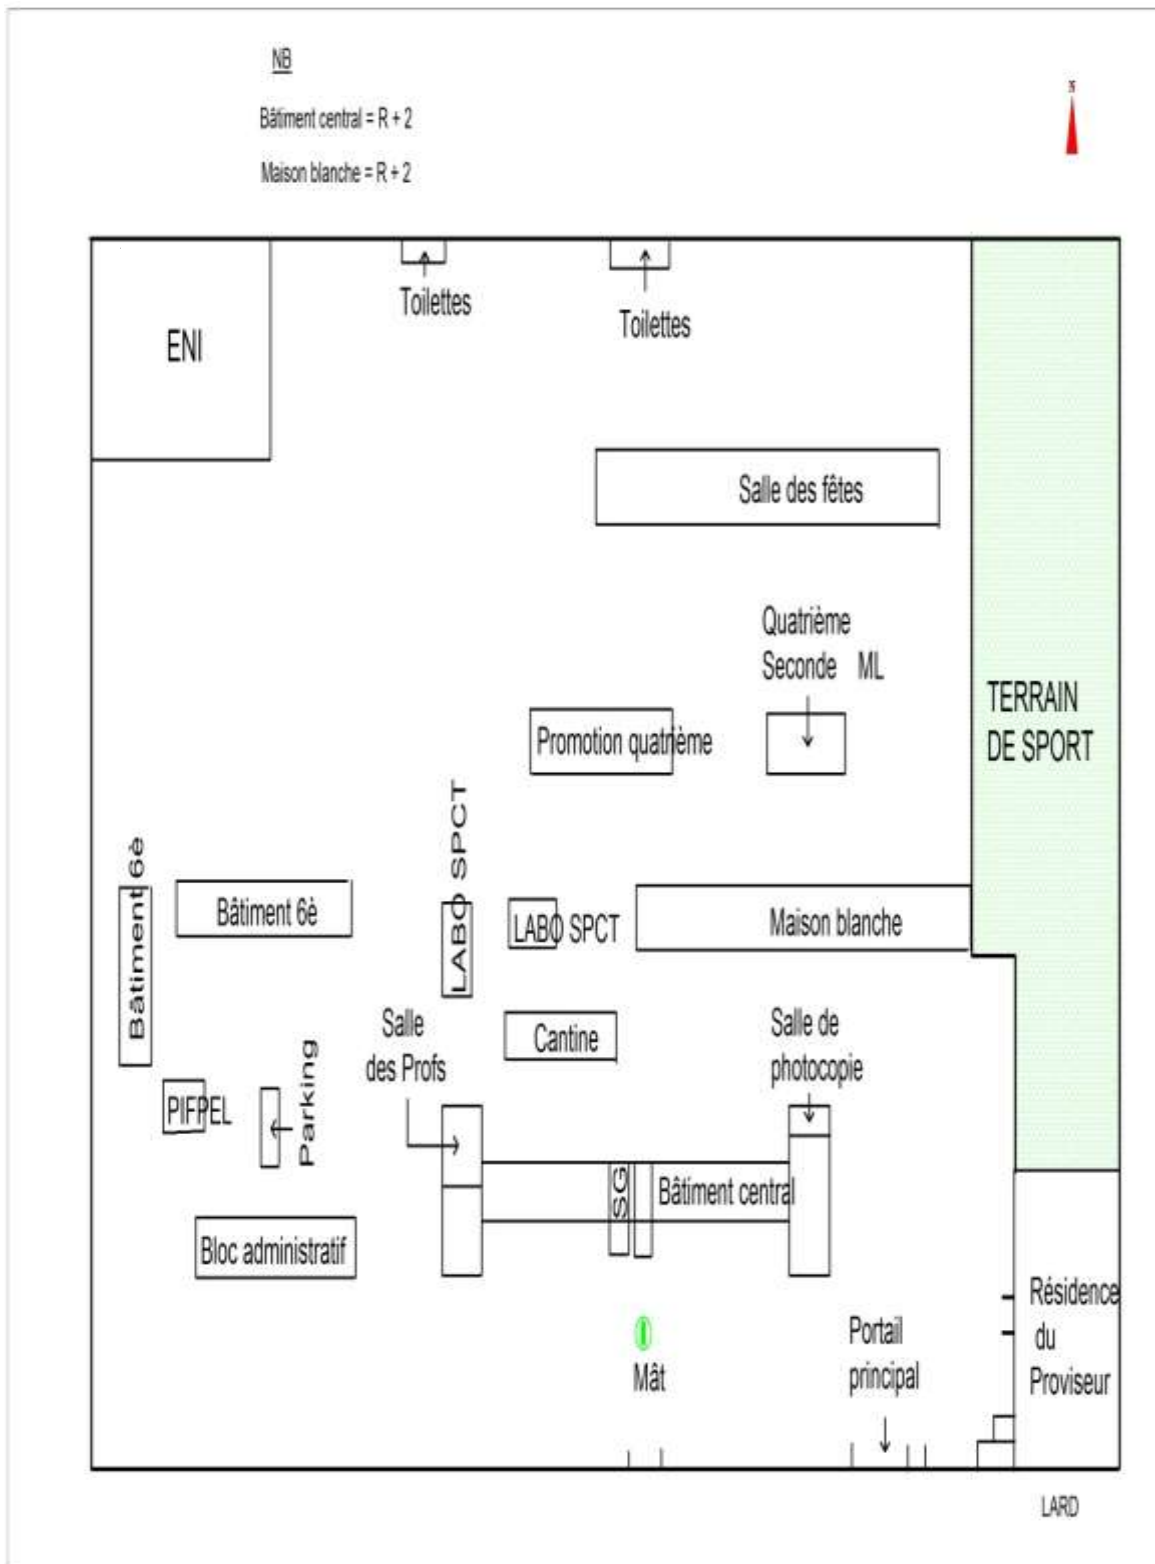 NB
N
Bâtiment central = R + 2
Maison blanche = R + 2
ENI
Toilettes
Toilettes
Salle des fêtes
Quatrième
Seconde ML
TERRAIN
DE SPORT
Promotion quatrième
LABO SPCT
Bâtiment 6è
Bâtiment 6è
LABO SPCT
Maison blanche
Salle
des Profs
Cantine
Salle de
photocopie
PIFPEL
Parking
SG
Bâtiment central
Bloc administratif
Mât
Portail
principal
Résidence
du
Proviseur
LARD